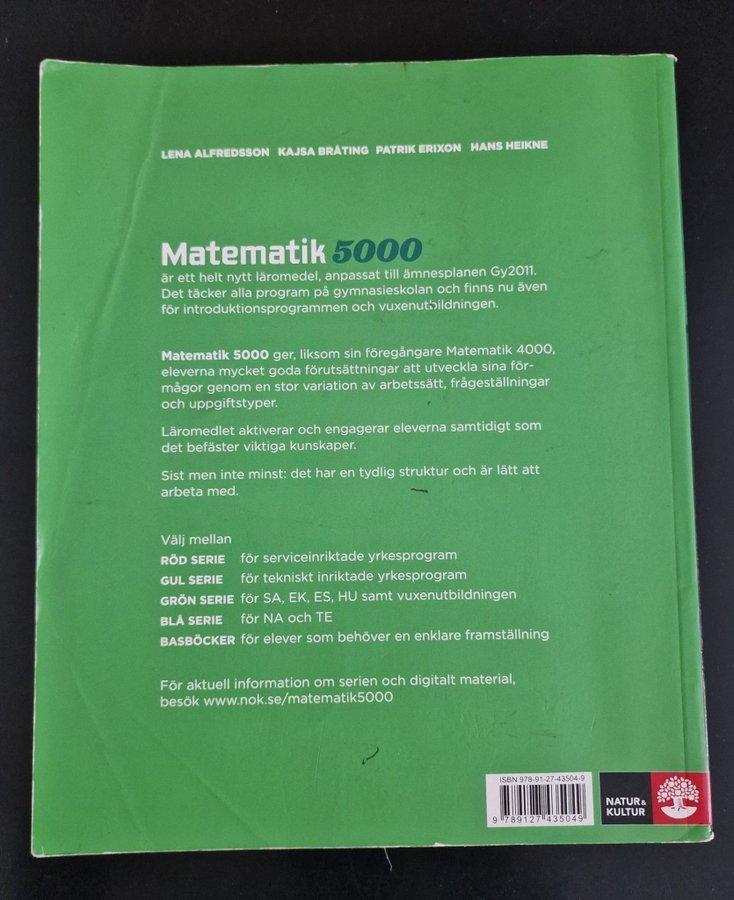 LENA ALFREDSSON KAJSA BRÅTING PATRIK ERIXON HANS HEIKNE
Matematik 5000
är ett helt nytt läromedel, anpassat till ämnesplanen Gy2011.
Det täcker alla program på gymnasieskolan och finns nu även
för introduktionsprogrammen och vuxenutbildningen.
Matematik 5000 ger, liksom sin föregångare Matematik 4000,
eleverna mycket goda förutsättningar att utveckla sina för-
mågor genom en stor variation av arbetssätt, frågeställningar
och uppgiftstyper.
Läromedlet aktiverar och engagerar eleverna samtidigt som
det befäster viktiga kunskaper.
Sist men inte minst: det har en tydlig struktur och är lätt att
arbeta med.
Välj mellan
RÖD SERIE för serviceinriktade yrkesprogram
GUL SERIE för tekniskt inriktade yrkesprogram
GRÖN SERIE för SA, EK, ES, HU samt vuxenutbildningen
BLÅ SERIE för NA och TE
BASBÖCKER för elever som behöver en enklare framställning
För aktuell information om serien och digitalt material,
besök www.nok.se/matematik5000
ISBN 978-91-27-43504-9
9 789127 435049
NATUR &
KULTUR